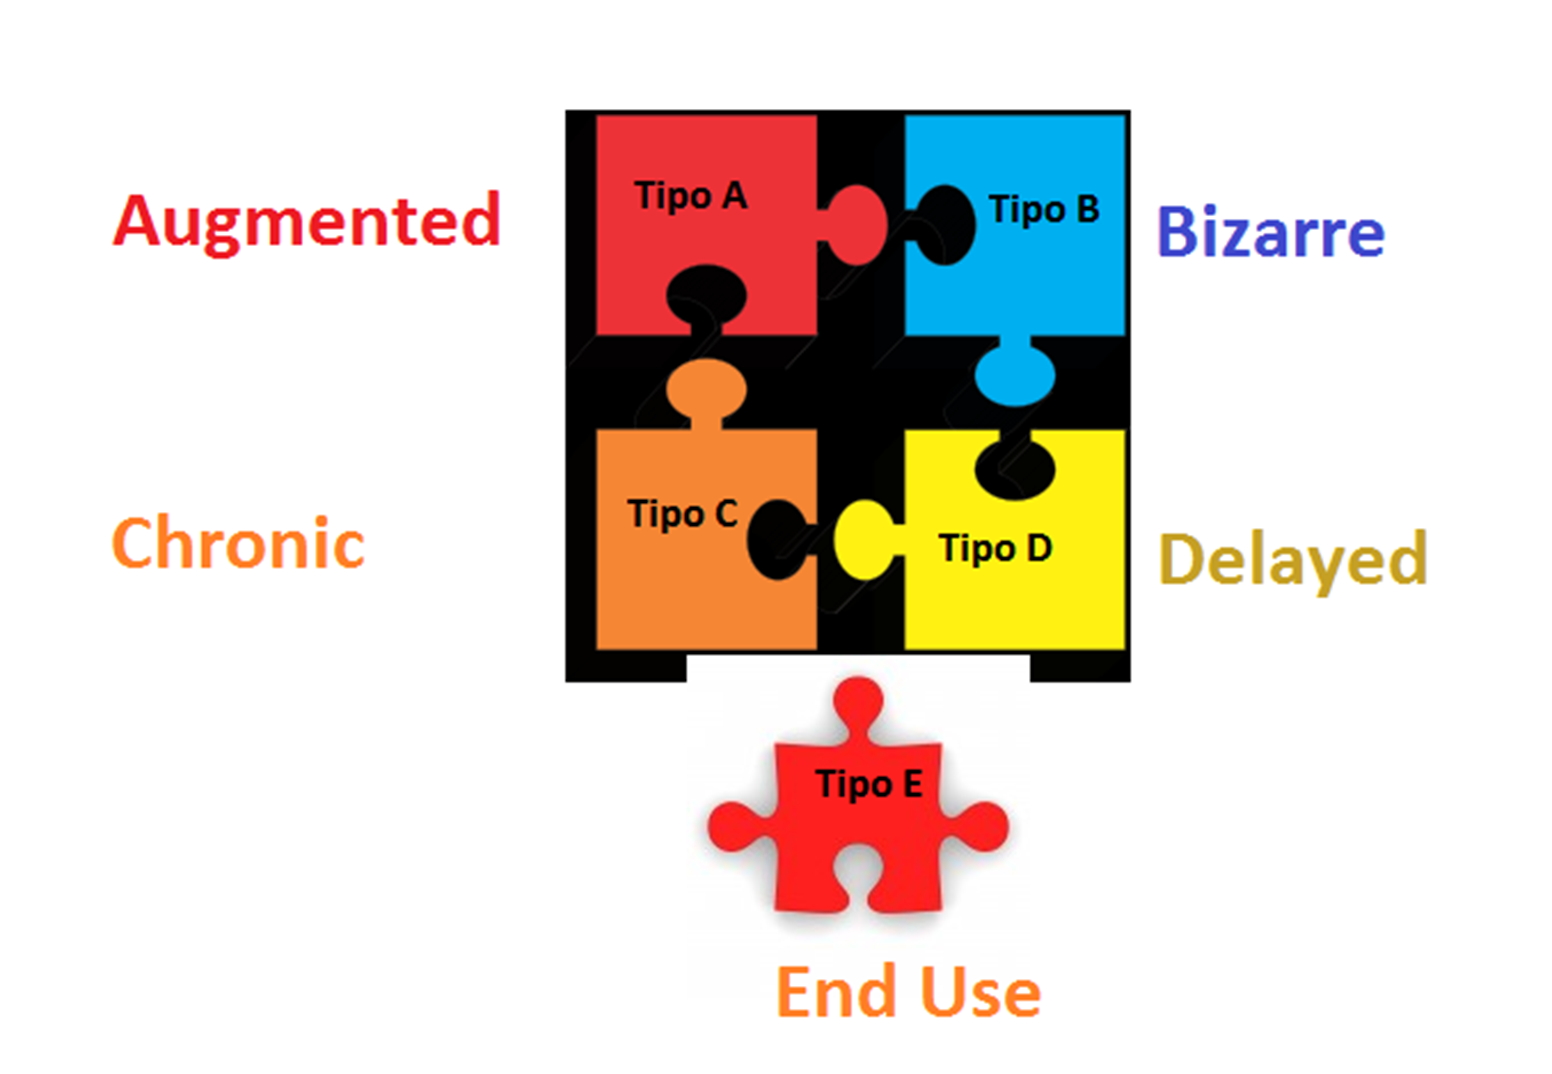 Augmented
Tipo A
Tipo B
Bizarre
Chronic
Tipo C
Tipo D
Delayed
Tipo E
End Use